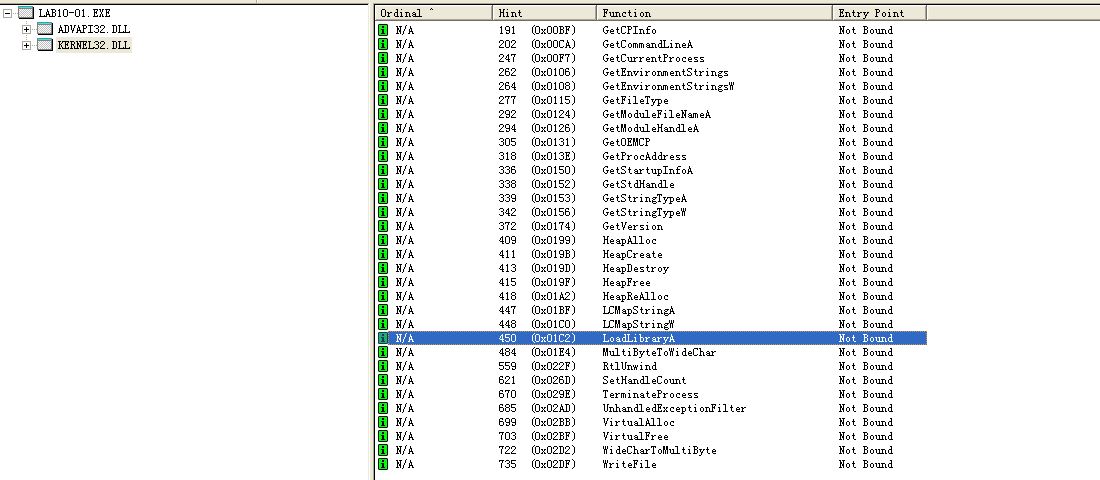 LAB10-01.EXE
ADVAPI32.DLL
KERNEL32.DLL
Ordinal ^ Hint Function Entry Point
N/A 191 (0x00BF) GetCPInfo Not Bound
N/A 202 (0x00CA) GetCommandLineA Not Bound
N/A 247 (0x00F7) GetCurrentProcess Not Bound
N/A 262 (0x0106) GetEnvironmentStrings Not Bound
N/A 264 (0x0108) GetEnvironmentStringsW Not Bound
N/A 277 (0x0115) GetFileType Not Bound
N/A 292 (0x0124) GetModuleFileNameA Not Bound
N/A 294 (0x0126) GetModuleHandleA Not Bound
N/A 305 (0x0131) GetOEMCP Not Bound
N/A 318 (0x013E) GetProcAddress Not Bound
N/A 336 (0x0150) GetStartupInfoA Not Bound
N/A 338 (0x0152) GetStdHandle Not Bound
N/A 339 (0x0153) GetStringTypeA Not Bound
N/A 342 (0x0156) GetStringTypeW Not Bound
N/A 372 (0x0174) GetVersion Not Bound
N/A 409 (0x0199) HeapAlloc Not Bound
N/A 411 (0x019B) HeapCreate Not Bound
N/A 413 (0x019D) HeapDestroy Not Bound
N/A 415 (0x019F) HeapFree Not Bound
N/A 418 (0x01A2) HeapReAlloc Not Bound
N/A 447 (0x01BF) LCMapStringA Not Bound
N/A 448 (0x01C0) LCMapStringW Not Bound
N/A 450 (0x01C2) LoadLibraryA Not Bound
N/A 484 (0x01E4) MultiByteToWideChar Not Bound
N/A 559 (0x022F) RtlUnwind Not Bound
N/A 621 (0x026D) SetHandleCount Not Bound
N/A 670 (0x029E) TerminateProcess Not Bound
N/A 685 (0x02AD) UnhandledExceptionFilter Not Bound
N/A 699 (0x02BB) VirtualAlloc Not Bound
N/A 703 (0x02BF) VirtualFree Not Bound
N/A 722 (0x02D2) WideCharToMultiByte Not Bound
N/A 735 (0x02DF) WriteFile Not Bound